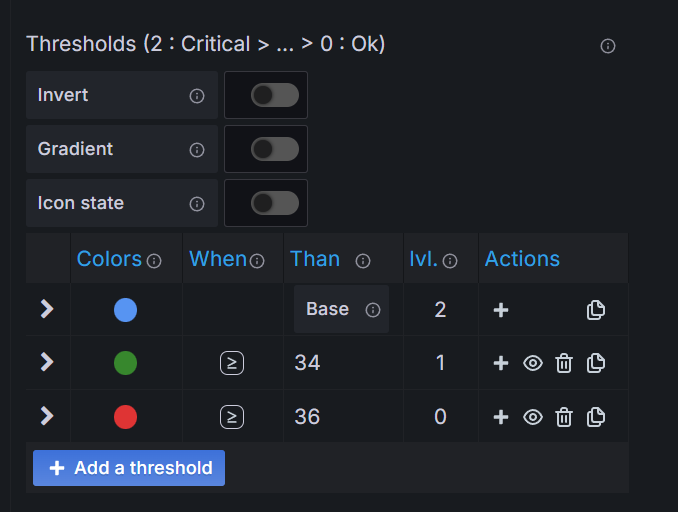 Thresholds (2 : Critical > ... > 0 : Ok)
Invert
Gradient
Icon state
Colors When Than lvl. Actions
Base 2
≥ 34 1
≥ 36 0
Add a threshold